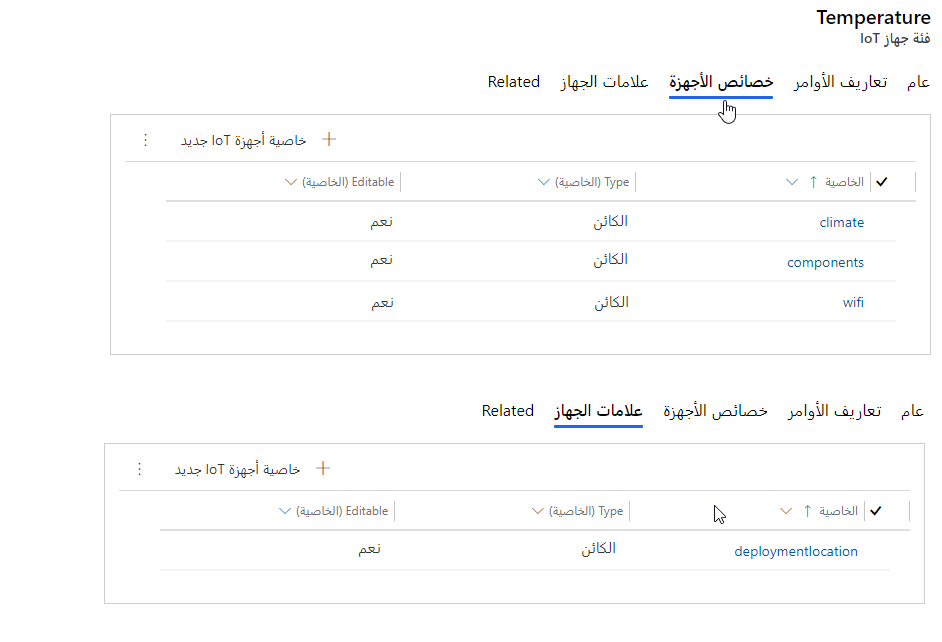 Temperature
فئة جهاز IoT
عام تعاريف الأوامر خصائص الأجهزة علامات الجهاز Related
خاصية أجهزة IoT جديد
الخاصية Type (الخاصية) Editable (الخاصية)
climate الكائن نعم
components الكائن نعم
wifi الكائن نعم
عام تعاريف الأوامر خصائص الأجهزة علامات الجهاز Related
خاصية أجهزة IoT جديد
الخاصية Type (الخاصية) Editable (الخاصية)
deploymentlocation الكائن نعم